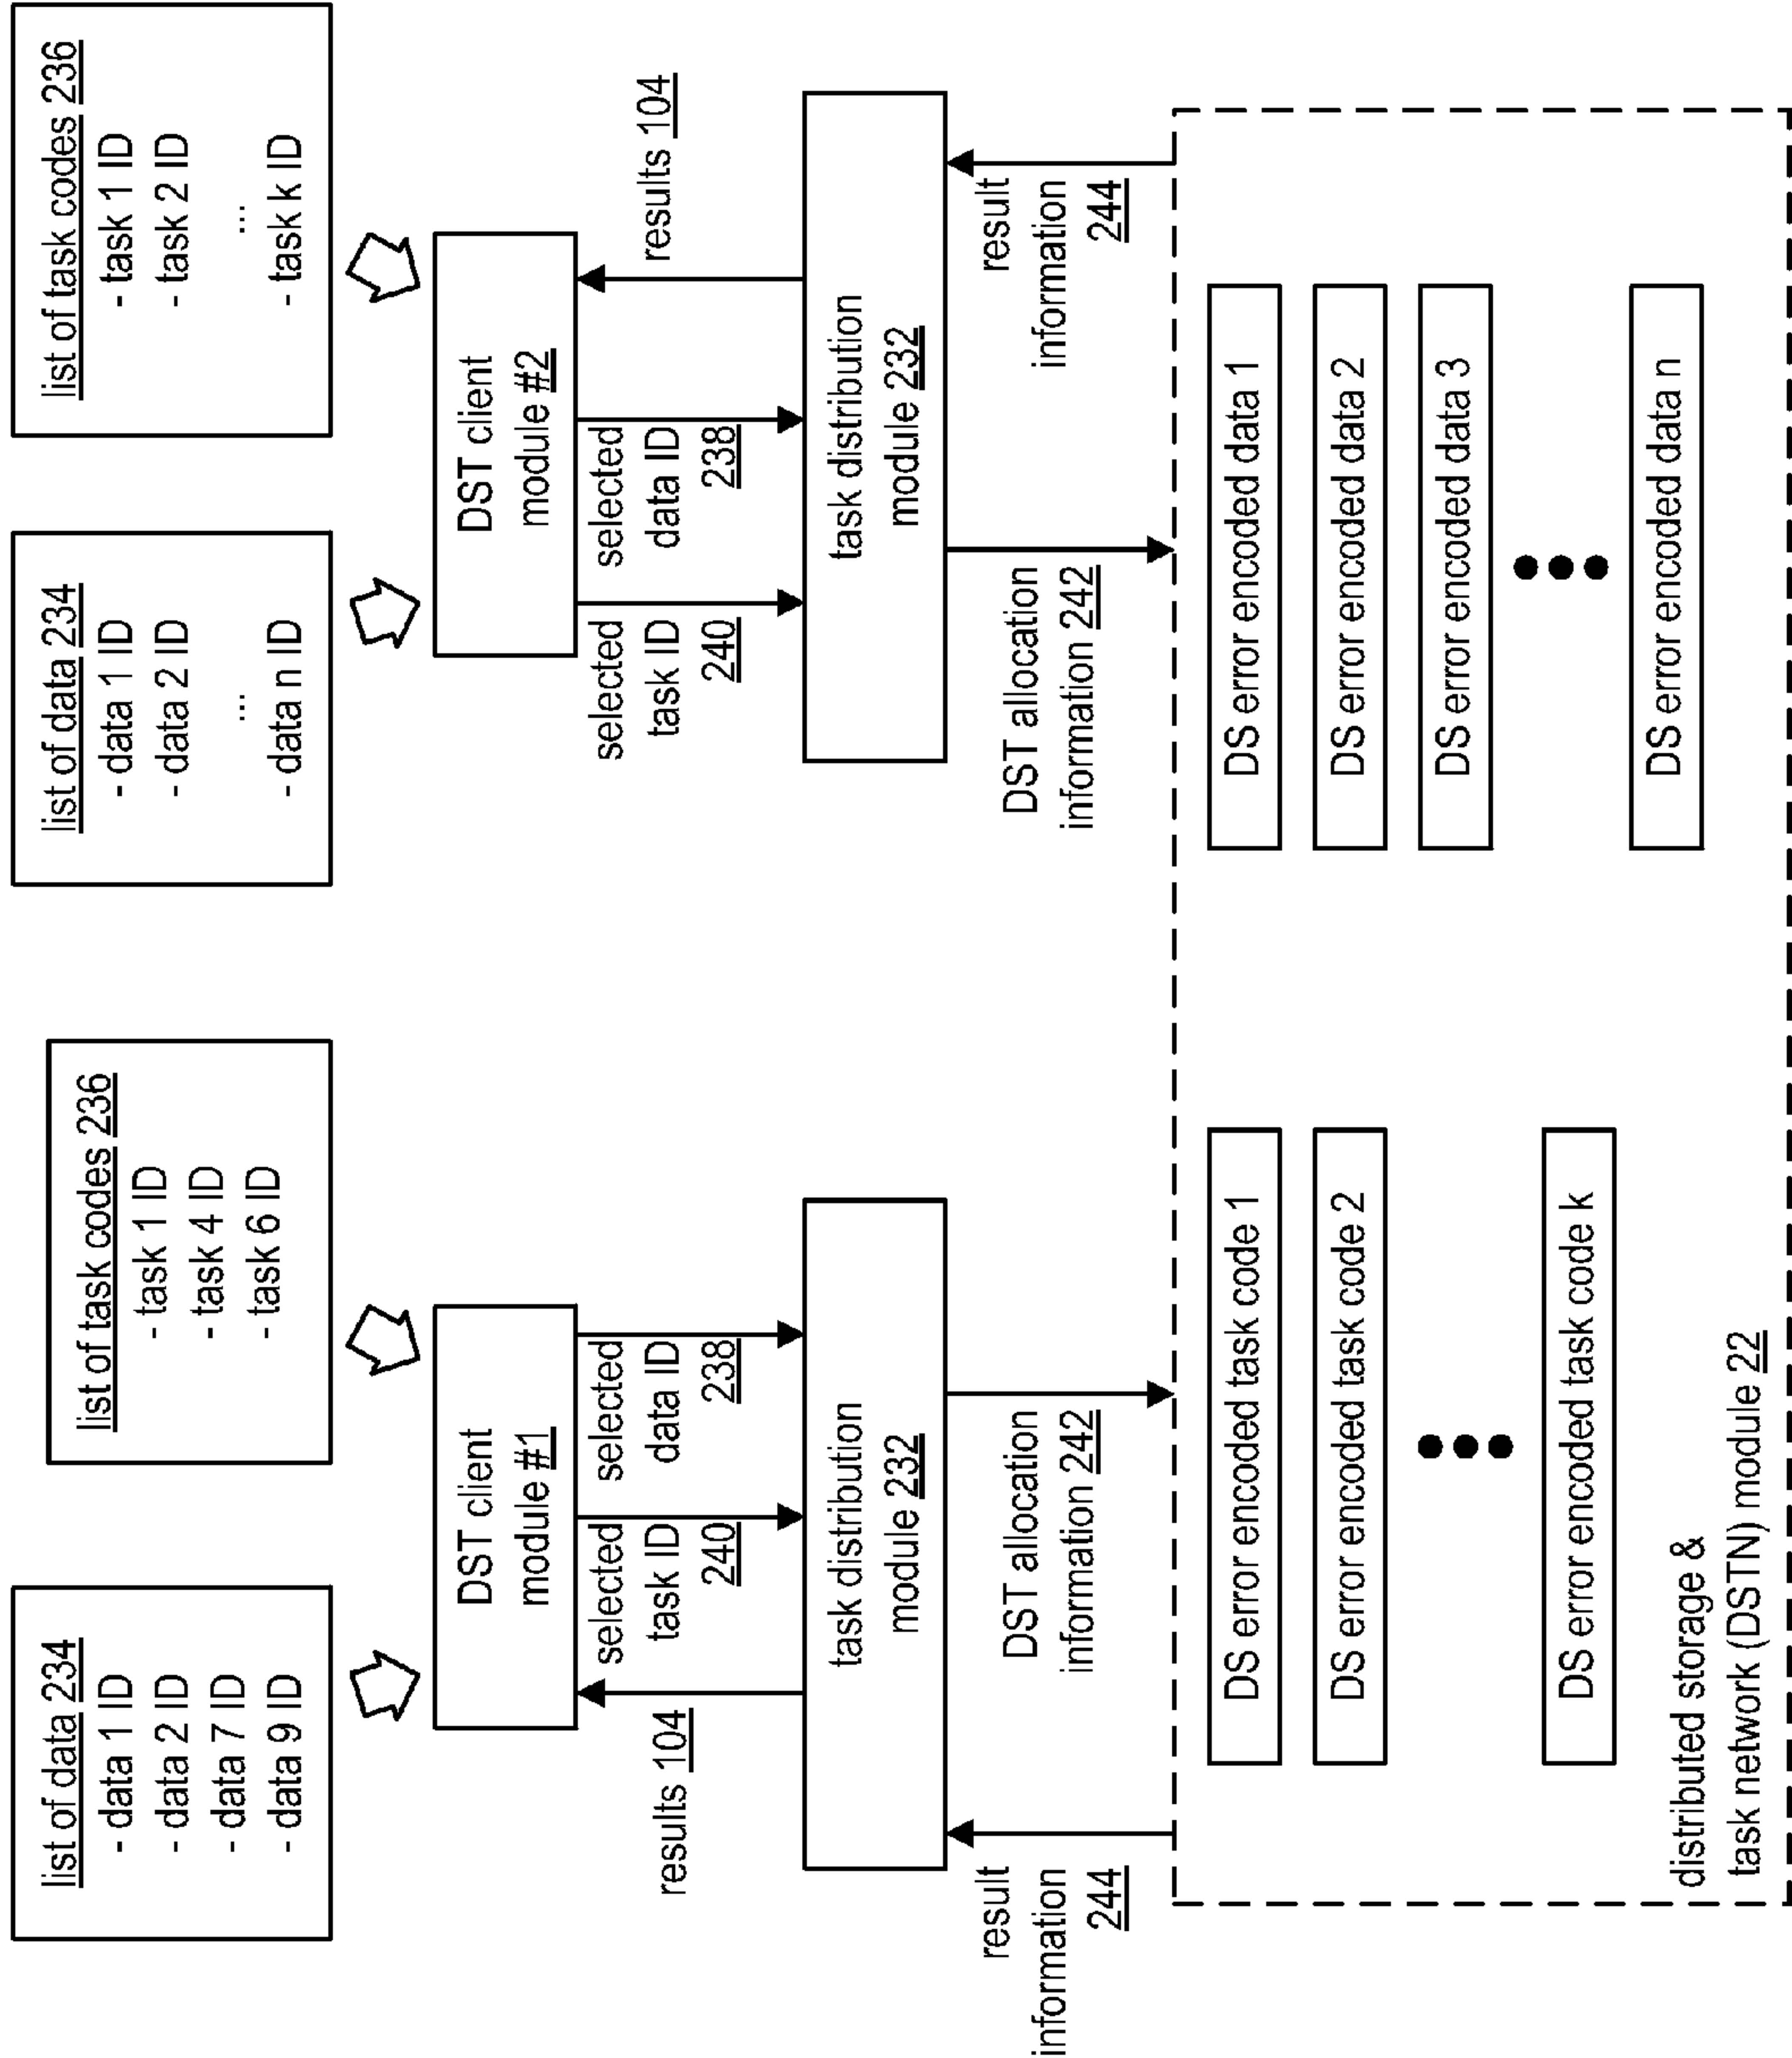 list of data 234
- data 1 ID
- data 2 ID
- data 7 ID
- data 9 ID
list of task codes 236
- task 1 ID
- task 4 ID
- task 6 ID
list of data 234
- data 1 ID
- data 2 ID
...
- data n ID
list of task codes 236
- task 1 ID
- task 2 ID
...
- task k ID
DST client
module #1
DST client
module #2
results 104
selected
task ID
240
selected
data ID
238
selected
task ID
240
selected
data ID
238
results 104
task distribution
module 232
task distribution
module 232
result
information
244
DST allocation
information 242
DST allocation
information 242
result
information
244
DS error encoded task code 1
DS error encoded task code 2
DS error encoded task code k
DS error encoded data 1
DS error encoded data 2
DS error encoded data 3
DS error encoded data n
distributed storage &
task network (DSTN) module 22